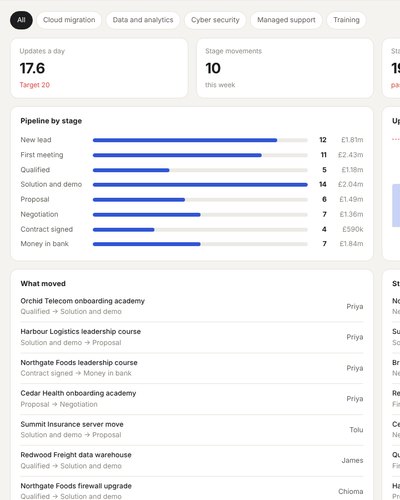 All Cloud migration Data and analytics Cyber security Managed support Training
Updates a day
17.6
Target 20
Stage movements
10
this week
Pipeline by stage
New lead 12 £1.81m
First meeting 11 £2.43m
Qualified 5 £1.18m
Solution and demo 14 £2.04m
Proposal 6 £1.49m
Negotiation 7 £1.36m
Contract signed 4 £590k
Money in bank 7 £1.84m
What moved
Orchid Telecom onboarding academy
Qualified → Solution and demo
Priya
Harbour Logistics leadership course
Solution and demo → Proposal
Priya
Northgate Foods leadership course
Contract signed → Money in bank
Priya
Cedar Health onboarding academy
Proposal → Negotiation
Priya
Summit Insurance server move
Solution and demo → Proposal
Tolu
Redwood Freight data warehouse
Qualified → Solution and demo
James
Northgate Foods firewall upgrade
Qualified → Solution and demo
Chioma